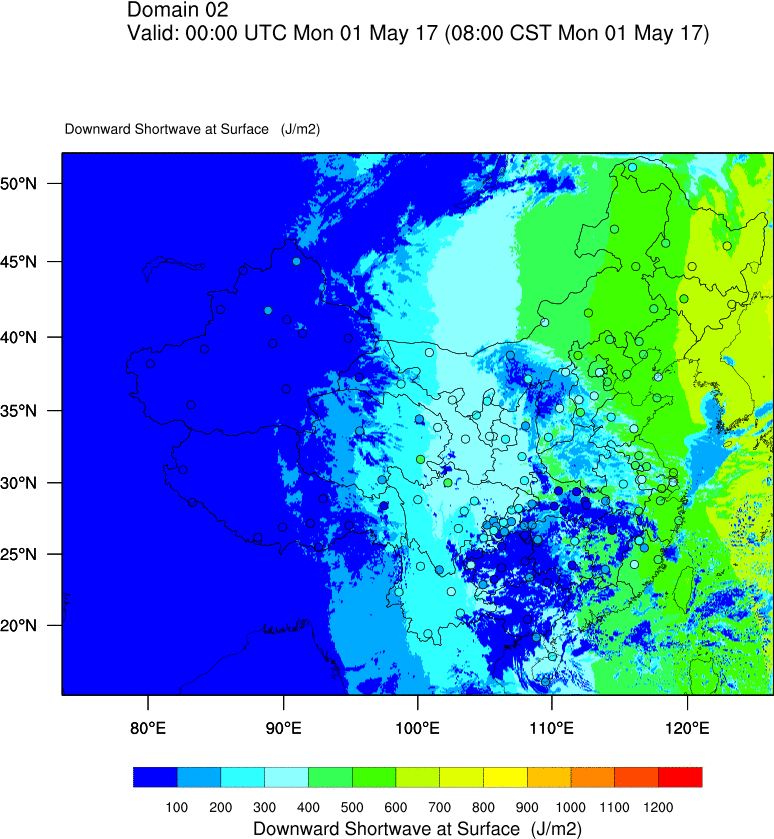 Domain 02
Valid: 00:00 UTC Mon 01 May 17 (08:00 CST Mon 01 May 17)
Downward Shortwave at Surface (J/m2)
50°N
45°N
40°N
35°N
30°N
25°N
20°N
80°E 90°E 100°E 110°E 120°E
100 200 300 400 500 600 700 800 900 1000 1100 1200
Downward Shortwave at Surface (J/m2)